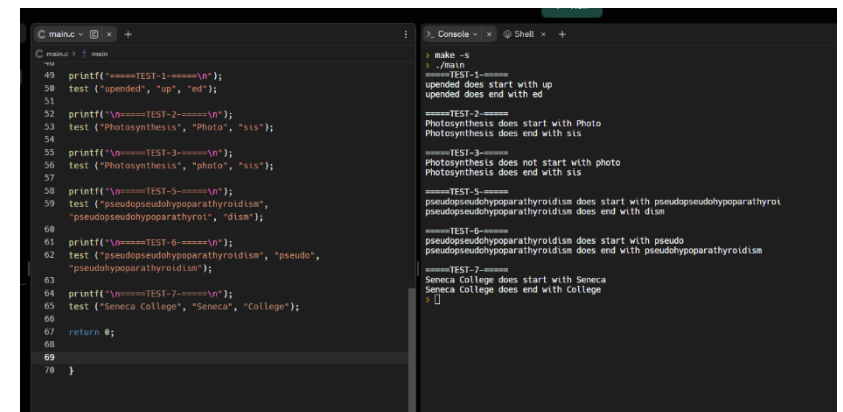 main.c
main.c > main
49 printf("=====TEST-1-=====\n");
50 test ("upended", "up", "ed");
51
52 printf("\n=====TEST-2-=====\n");
53 test ("Photosynthesis", "Photo", "sis");
54
55 printf("\n=====TEST-3-=====\n");
56 test ("Photosynthesis", "photo", "sis");
57
58 printf("\n=====TEST-5-=====\n");
59 test ("pseudopseudohypoparathyroidism",
"pseudopseudohypoparathyroi", "dism");
60
61 printf("\n=====TEST-6-=====\n");
62 test ("pseudopseudohypoparathyroidism", "pseudo",
"pseudohypoparathyroidism");
63
64 printf("\n=====TEST-7-=====\n");
65 test ("Seneca College", "Seneca", "College");
66
67 return 0;
68
69
70 }
>_ Console Shell
> make -s
> ./main
=====TEST-1-=====
upended does start with up
upended does end with ed
=====TEST-2-=====
Photosynthesis does start with Photo
Photosynthesis does end with sis
=====TEST-3-=====
Photosynthesis does not start with photo
Photosynthesis does end with sis
=====TEST-5-=====
pseudopseudohypoparathyroidism does start with pseudopseudohypoparathyroi
pseudopseudohypoparathyroidism does end with dism
=====TEST-6-=====
pseudopseudohypoparathyroidism does start with pseudo
pseudopseudohypoparathyroidism does end with pseudohypoparathyroidism
=====TEST-7-=====
Seneca College does start with Seneca
Seneca College does end with College
>